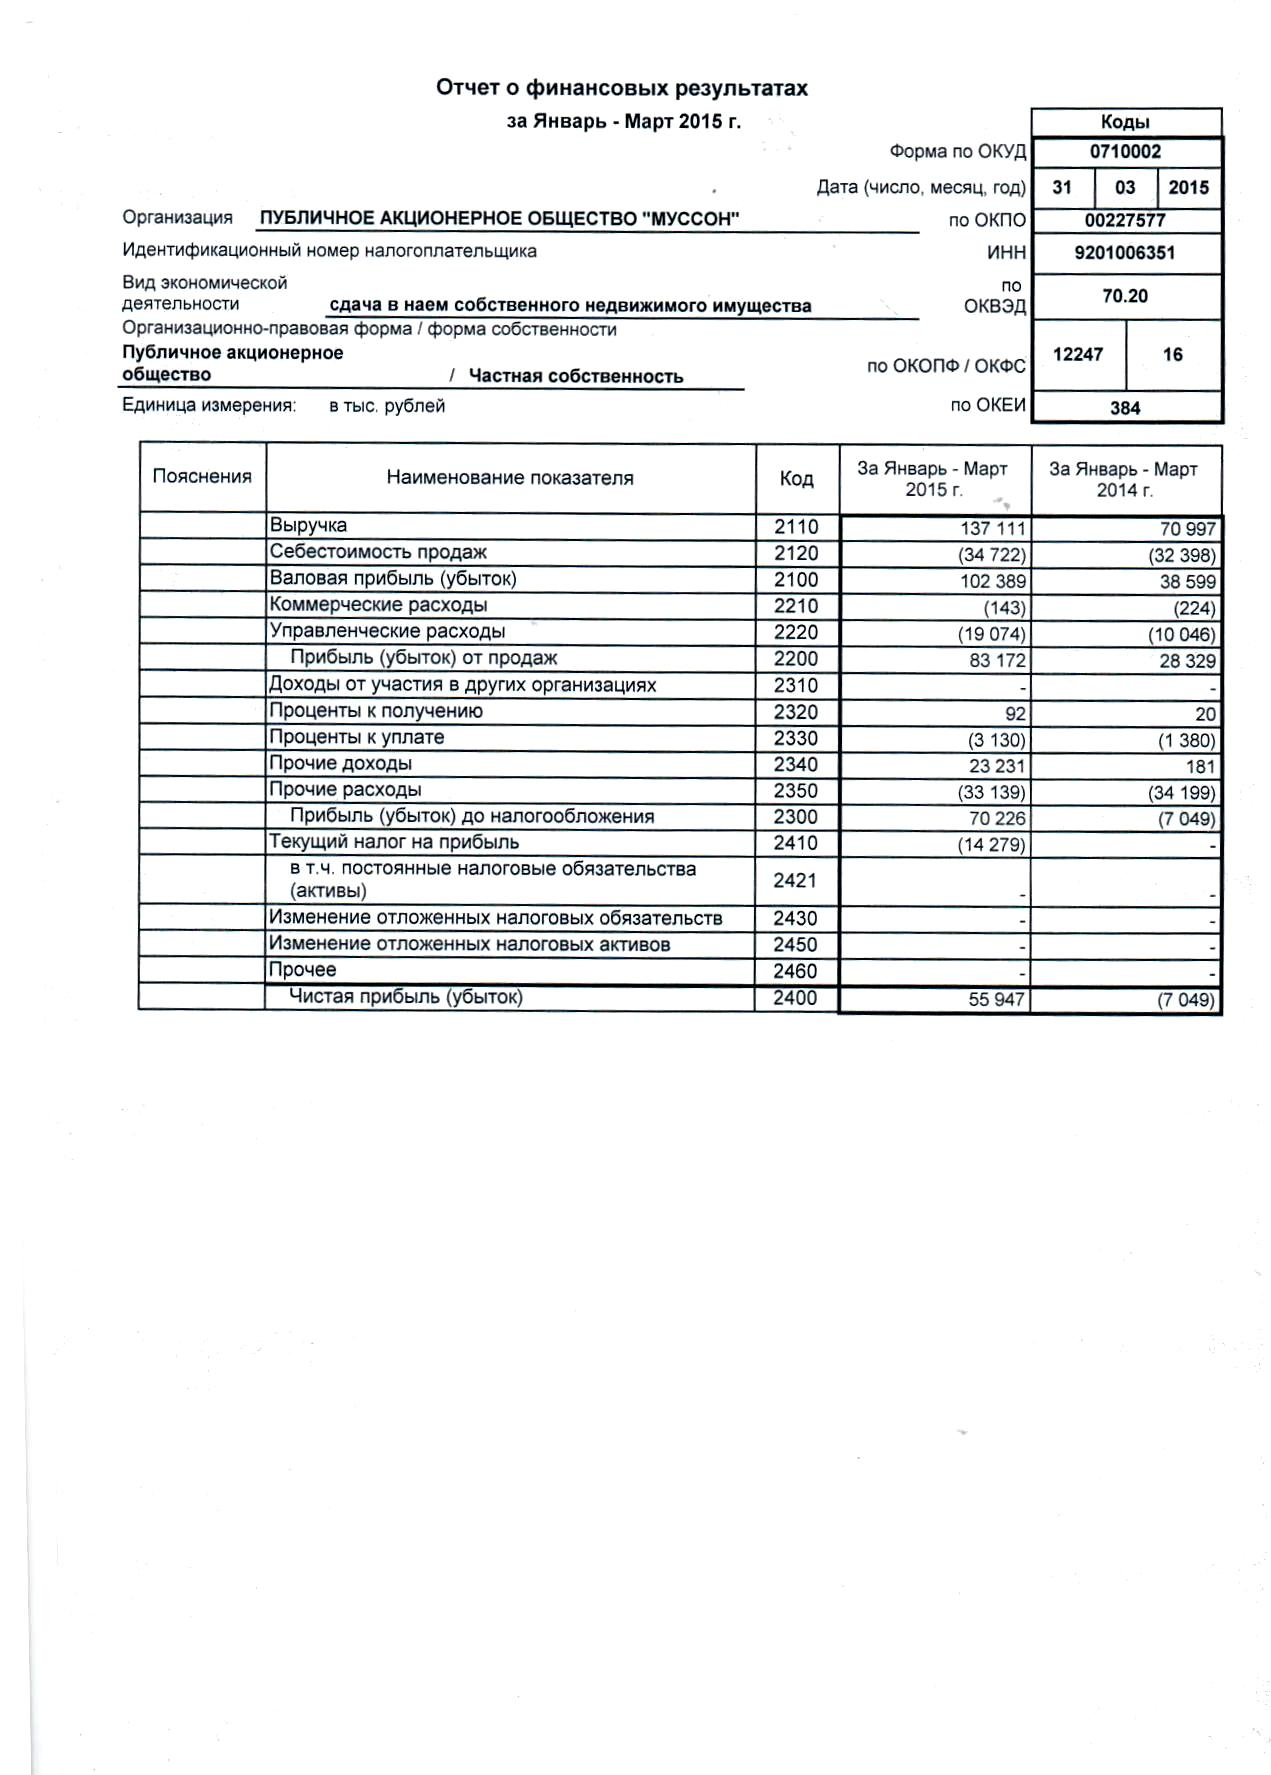 Отчет о финансовых результатах
за Январь - Март 2015 г.
Коды
Форма по ОКУД 0710002
Дата (число, месяц, год) 31 03 2015
Организация ПУБЛИЧНОЕ АКЦИОНЕРНОЕ ОБЩЕСТВО "МУССОН" по ОКПО 00227577
Идентификационный номер налогоплательщика ИНН 9201006351
Вид экономической
деятельности сдача в наем собственного недвижимого имущества
по
ОКВЭД 70.20
Организационно-правовая форма / форма собственности
Публичное акционерное
общество / Частная собственность по ОКОПФ / ОКФС 12247 16
Единица измерения: в тыс. рублей по ОКЕИ 384
Пояснения Наименование показателя Код За Январь - Март 2015 г. За Январь - Март 2014 г.
Выручка 2110 137 111 70 997
Себестоимость продаж 2120 (34 722) (32 398)
Валовая прибыль (убыток) 2100 102 389 38 599
Коммерческие расходы 2210 (143) (224)
Управленческие расходы 2220 (19 074) (10 046)
Прибыль (убыток) от продаж 2200 83 172 28 329
Доходы от участия в других организациях 2310 - -
Проценты к получению 2320 92 20
Проценты к уплате 2330 (3 130) (1 380)
Прочие доходы 2340 23 231 181
Прочие расходы 2350 (33 139) (34 199)
Прибыль (убыток) до налогообложения 2300 70 226 (7 049)
Текущий налог на прибыль 2410 (14 279) -
в т.ч. постоянные налоговые обязательства
(активы) 2421 - -
Изменение отложенных налоговых обязательств 2430 - -
Изменение отложенных налоговых активов 2450 - -
Прочее 2460 - -
Чистая прибыль (убыток) 2400 55 947 (7 049)